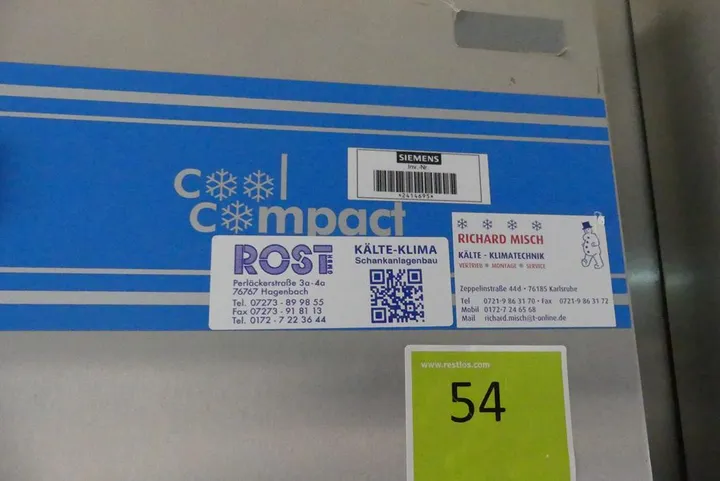 cool
compact
SIEMENS
Inv.-Nr.
*2414695*
ROST GMBH
KÄLTE-KLIMA
Schankanlagenbau
Perläckerstraße 3a-4a
76767 Hagenbach
Tel. 07273 - 89 98 55
Fax 07273 - 91 81 13
Tel. 0172 - 7 22 36 44
RICHARD MISCH
KÄLTE - KLIMATECHNIK
VERTRIEB * MONTAGE * SERVICE
Zeppelinstraße 44d • 76185 Karlsruhe
Tel 0721-9 86 31 70 • Fax 0721-9 86 31 72
Mobil 0172-7 24 65 68
Mail richard.misch@t-online.de
www.restlos.com
54